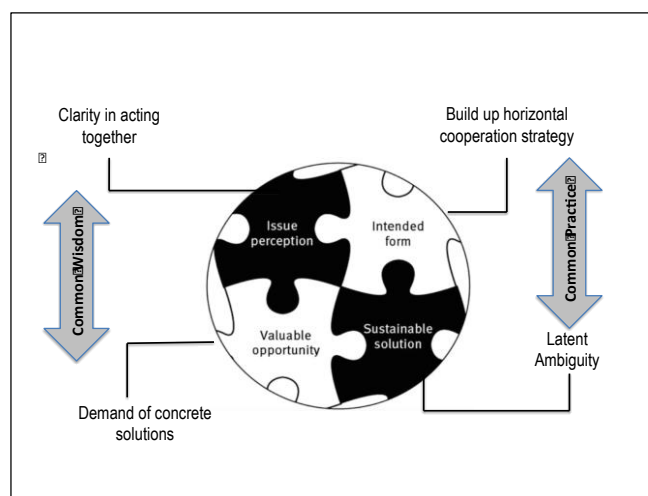 Clarity in acting
together
Build up horizontal
cooperation strategy
Common Wisdom
Issue
perception
Intended
form
Common Practice
Valuable
opportunity
Sustainable
solution
Latent
Ambiguity
Demand of concrete
solutions